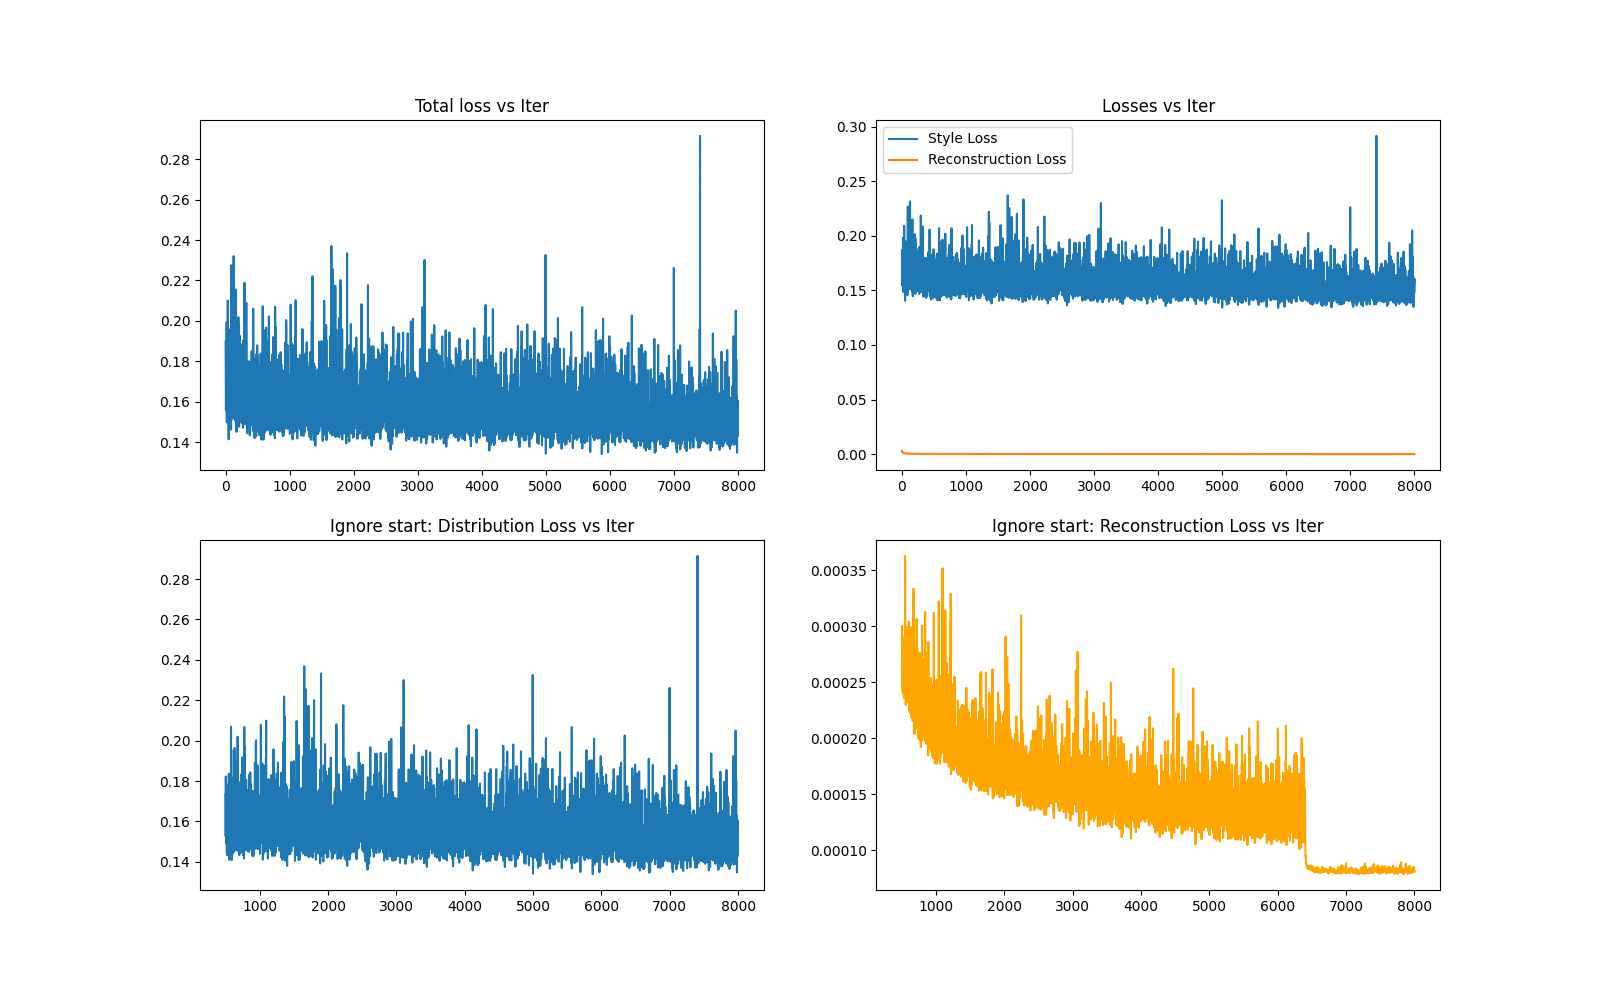 Total loss vs Iter
0.28
0.26
0.24
0.22
0.20
0.18
0.16
0.14
0 1000 2000 3000 4000 5000 6000 7000 8000
Losses vs Iter
Style Loss
Reconstruction Loss
0.30
0.25
0.20
0.15
0.10
0.05
0.00
0 1000 2000 3000 4000 5000 6000 7000 8000
Ignore start: Distribution Loss vs Iter
0.28
0.26
0.24
0.22
0.20
0.18
0.16
0.14
1000 2000 3000 4000 5000 6000 7000 8000
Ignore start: Reconstruction Loss vs Iter
0.00035
0.00030
0.00025
0.00020
0.00015
0.00010
1000 2000 3000 4000 5000 6000 7000 8000